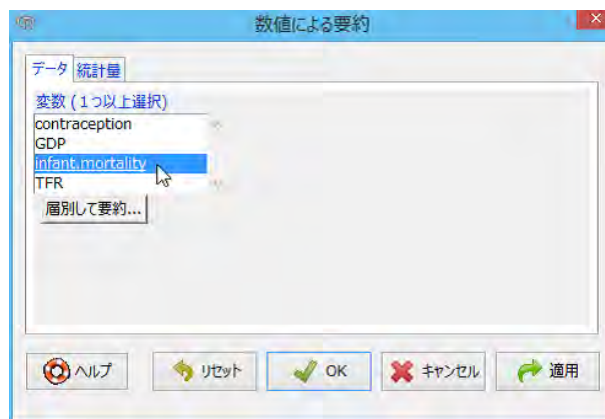 数値による要約
データ 統計量
変数 (1つ以上選択)
contraception
GDP
infant.mortality
TFR
層別して要約...
ヘルプ リセット OK キャンセル 適用